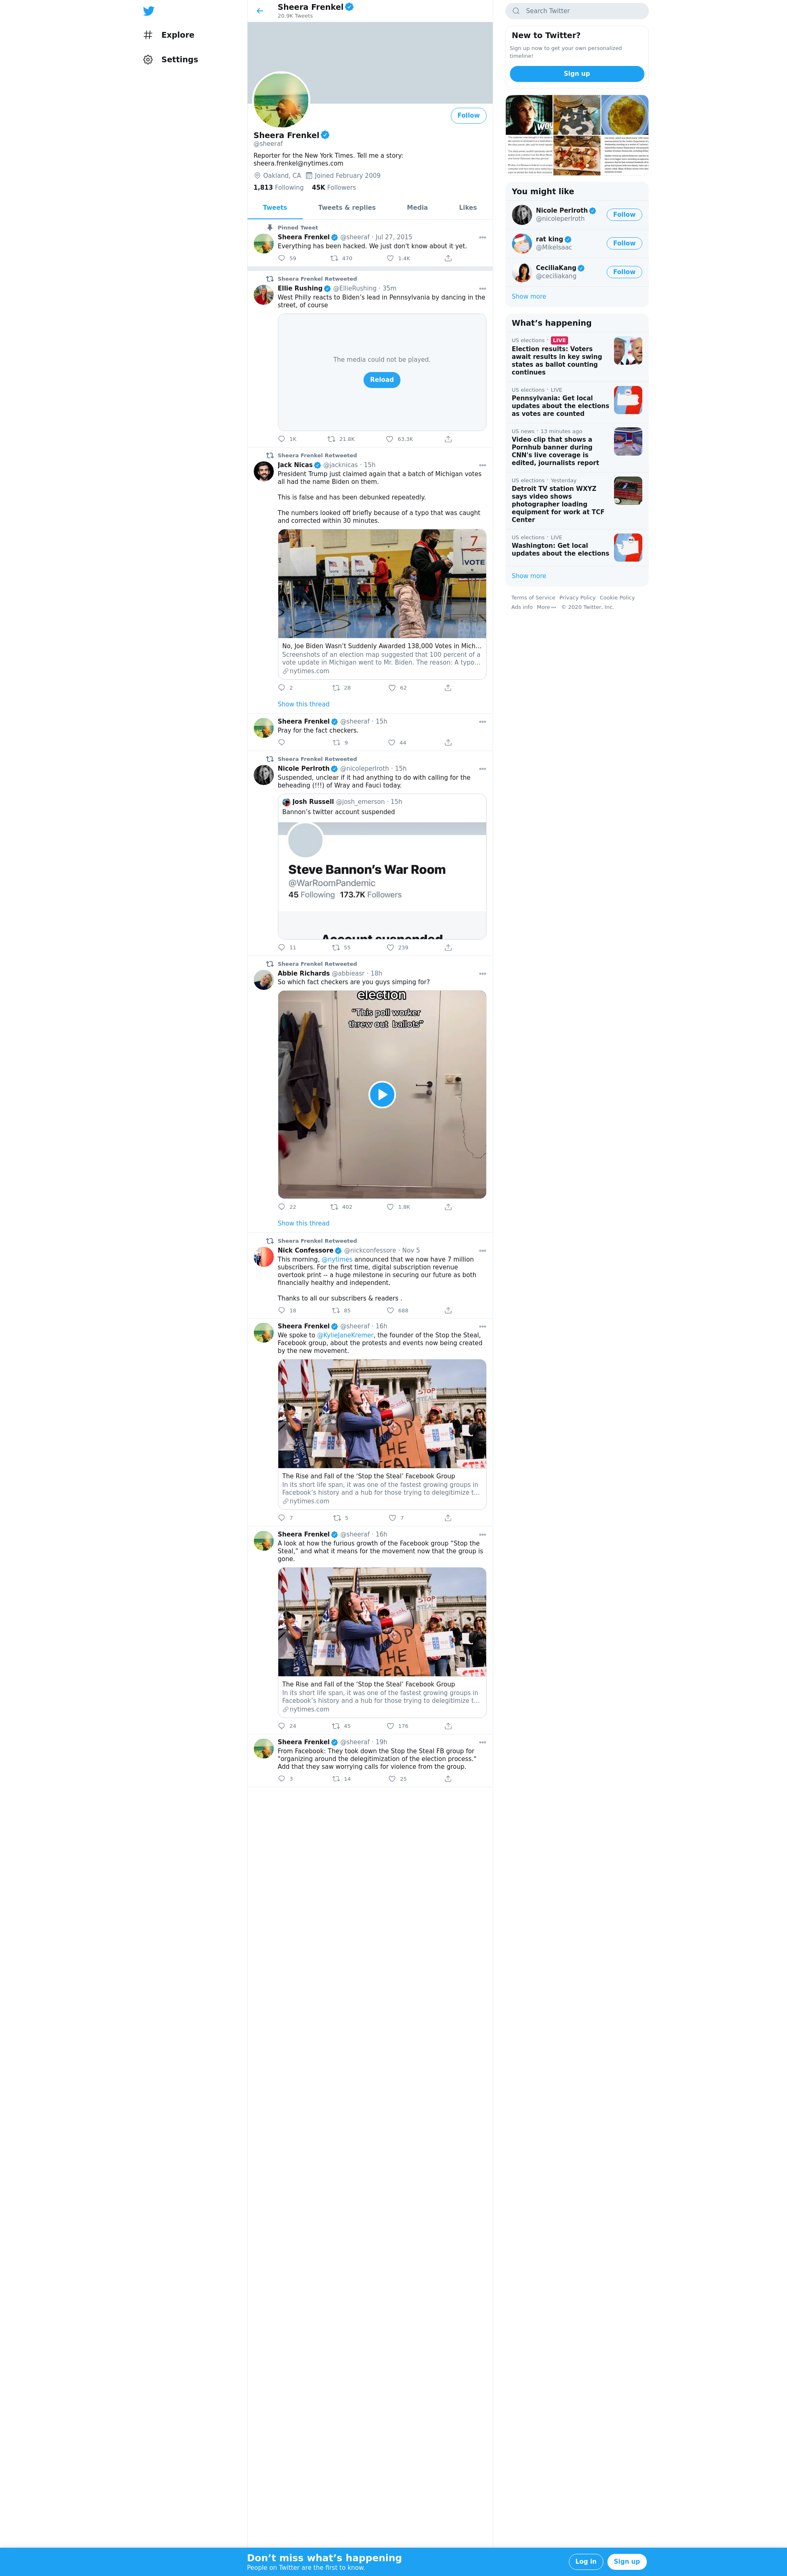 Explore
Settings
Sheera Frenkel
20.9K Tweets
Follow
Sheera Frenkel
@sheeraf
Reporter for the New York Times. Tell me a story:
sheera.frenkel@nytimes.com
Oakland, CA Joined February 2009
1,813 Following 45K Followers
Tweets Tweets & replies Media Likes
Pinned Tweet
Sheera Frenkel @sheeraf · Jul 27, 2015
Everything has been hacked. We just don't know about it yet.
59 470 1.4K
Sheera Frenkel Retweeted
Ellie Rushing @EllieRushing · 35m
West Philly reacts to Biden’s lead in Pennsylvania by dancing in the
street, of course
The media could not be played.
Reload
1K 21.8K 63.3K
Sheera Frenkel Retweeted
Jack Nicas @jacknicas · 15h
President Trump just claimed again that a batch of Michigan votes
all had the name Biden on them.
This is false and has been debunked repeatedly.
The numbers looked off briefly because of a typo that was caught
and corrected within 30 minutes.
7
VOTE
No, Joe Biden Wasn’t Suddenly Awarded 138,000 Votes in Mich...
Screenshots of an election map suggested that 100 percent of a
vote update in Michigan went to Mr. Biden. The reason: A typo...
nytimes.com
2 28 62
Show this thread
Sheera Frenkel @sheeraf · 15h
Pray for the fact checkers.
9 44
Sheera Frenkel Retweeted
Nicole Perlroth @nicoleperlroth · 15h
Suspended, unclear if it had anything to do with calling for the
beheading (!!!) of Wray and Fauci today.
Josh Russell @josh_emerson · 15h
Bannon’s twitter account suspended
Steve Bannon’s War Room
@WarRoomPandemic
45 Following 173.7K Followers
Account suspended
11 55 239
Sheera Frenkel Retweeted
Abbie Richards @abbieasr · 18h
So which fact checkers are you guys simping for?
election
“This poll worker
threw out ballots”
22 402 1.8K
Show this thread
Sheera Frenkel Retweeted
Nick Confessore @nickconfessore · Nov 5
This morning, @nytimes announced that we now have 7 million
subscribers. For the first time, digital subscription revenue
overtook print -- a huge milestone in securing our future as both
financially healthy and independent.
Thanks to all our subscribers & readers .
18 85 688
Sheera Frenkel @sheeraf · 16h
We spoke to @KylieJaneKremer, the founder of the Stop the Steal,
Facebook group, about the protests and events now being created
by the new movement.
STOP
STEAL
STOP
THE
STEAL
The Rise and Fall of the ‘Stop the Steal’ Facebook Group
In its short life span, it was one of the fastest growing groups in
Facebook’s history and a hub for those trying to delegitimize t...
nytimes.com
7 5 7
Sheera Frenkel @sheeraf · 16h
A look at how the furious growth of the Facebook group "Stop the
Steal," and what it means for the movement now that the group is
gone.
STOP
STEAL
STOP
THE
STEAL
The Rise and Fall of the ‘Stop the Steal’ Facebook Group
In its short life span, it was one of the fastest growing groups in
Facebook’s history and a hub for those trying to delegitimize t...
nytimes.com
24 45 176
Sheera Frenkel @sheeraf · 19h
From Facebook: They took down the Stop the Steal FB group for
"organizing around the delegitimization of the election process."
Add that they saw worrying calls for violence from the group.
3 14 25
Search Twitter
New to Twitter?
Sign up now to get your own personalized
timeline!
Sign up
You might like
Nicole Perlroth
@nicoleperlroth
Follow
rat king
@MikeIsaac
Follow
CeciliaKang
@ceciliakang
Follow
Show more
What’s happening
US elections · LIVE
Election results: Voters
await results in key swing
states as ballot counting
continues
US elections · LIVE
Pennsylvania: Get local
updates about the elections
as votes are counted
US news · 13 minutes ago
Video clip that shows a
Pornhub banner during
CNN's live coverage is
edited, journalists report
US elections · Yesterday
Detroit TV station WXYZ
says video shows
photographer loading
equipment for work at TCF
Center
US elections · LIVE
Washington: Get local
updates about the elections
Show more
Terms of Service Privacy Policy Cookie Policy
Ads info More © 2020 Twitter, Inc.
Don’t miss what’s happening
People on Twitter are the first to know.
Log in Sign up